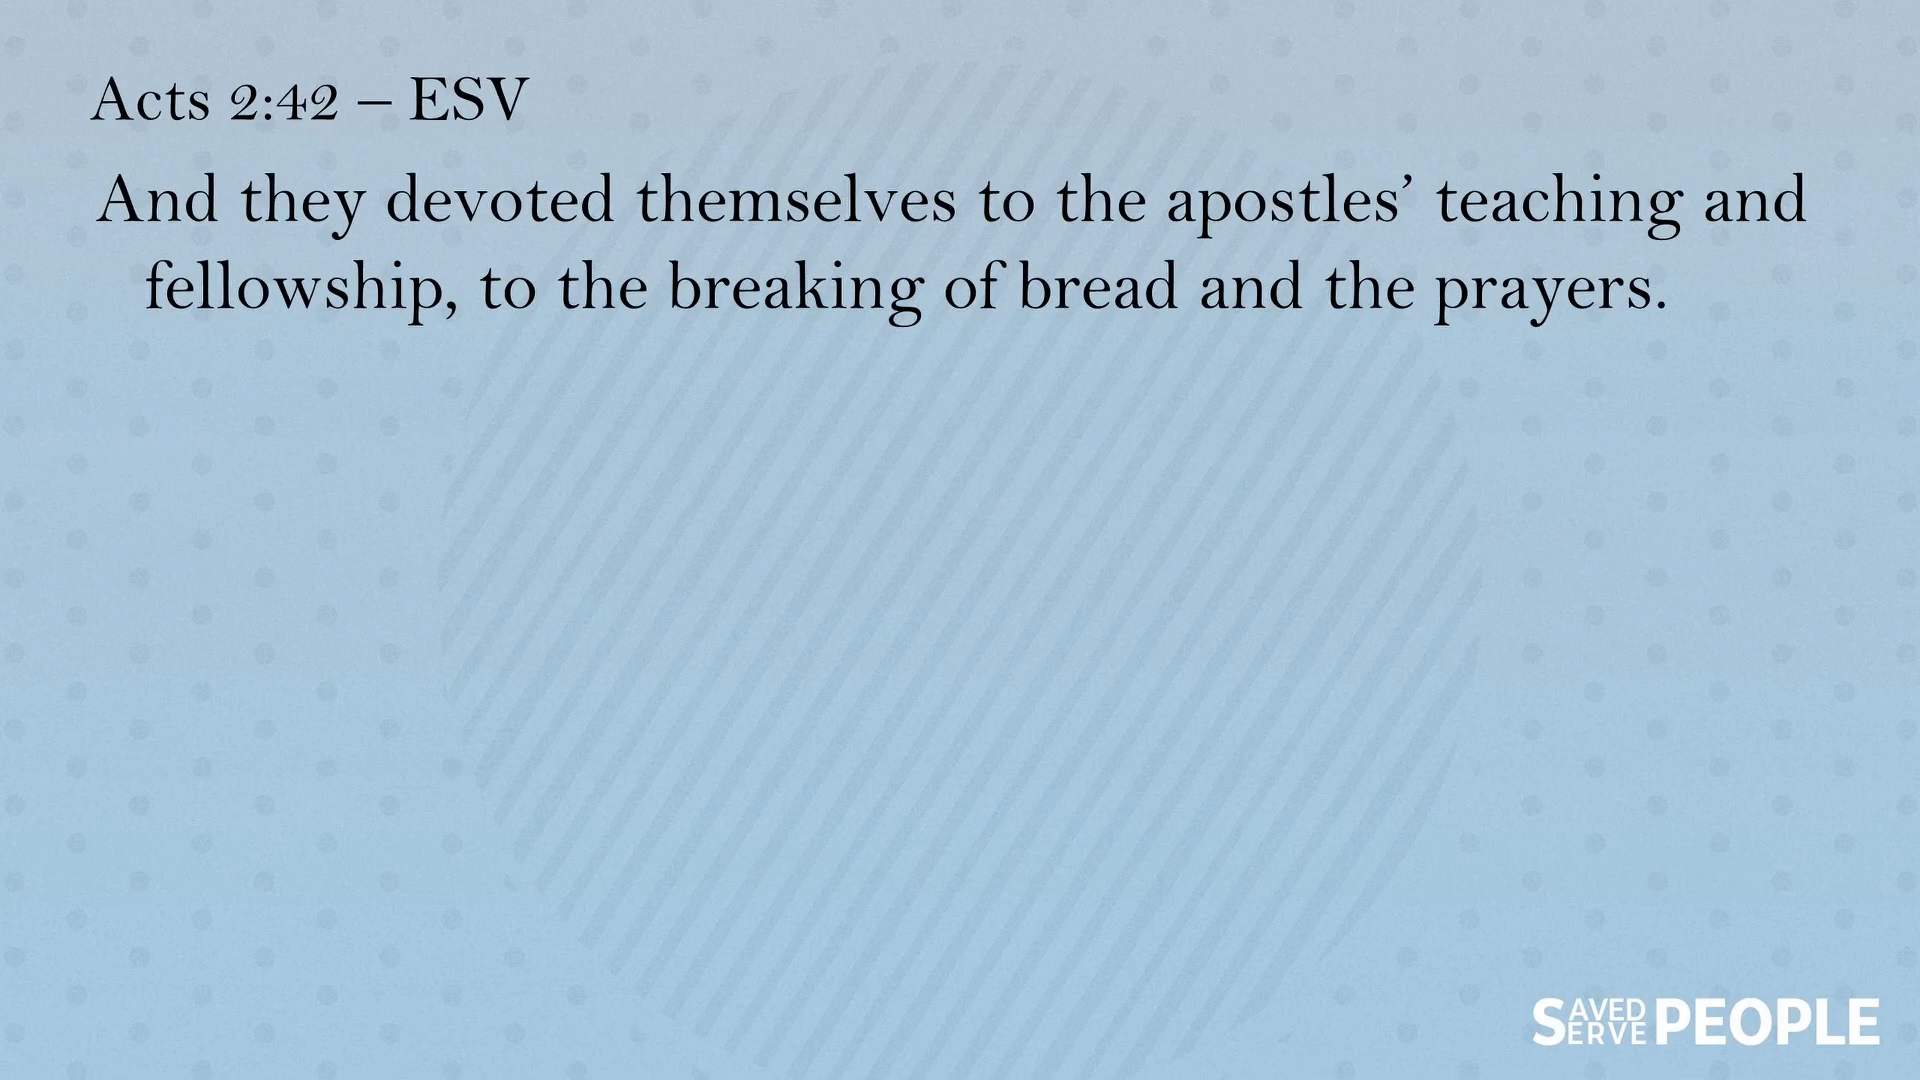 Acts 2:42 – ESV
And they devoted themselves to the apostles’ teaching and
fellowship, to the breaking of bread and the prayers.
SAVED
SERVE PEOPLE